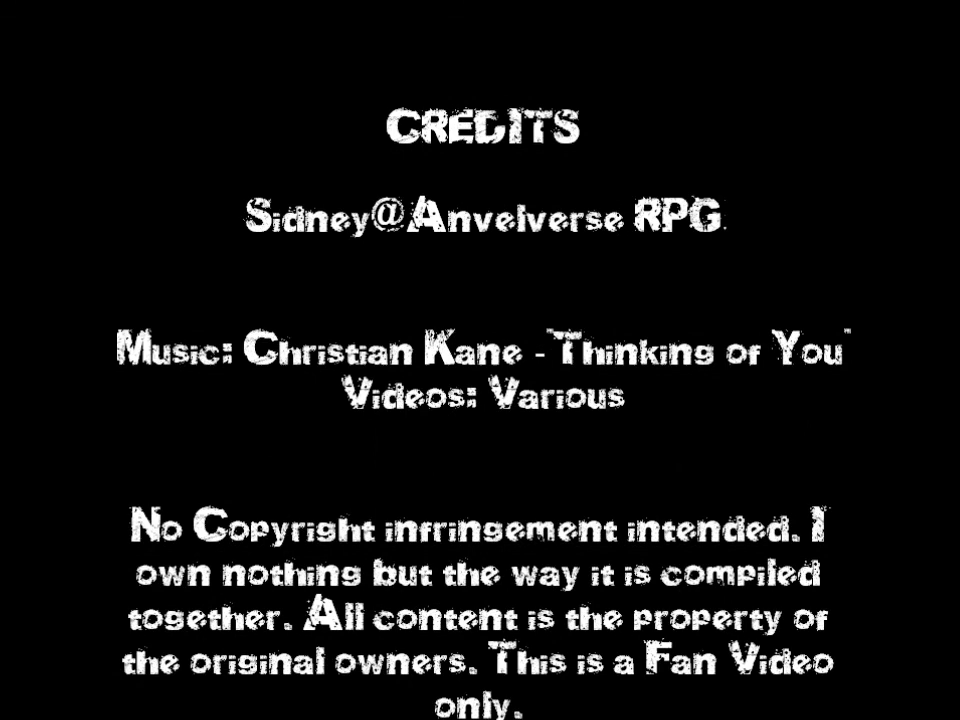 CREDITS
Sidney@Anvelverse RPG.
Music: Christian Kane - "Thinking of You"
Videos: Various
No Copyright infringement intended. I
own nothing but the way it is compiled
together. All content is the property of
the original owners. This is a Fan Video
only.